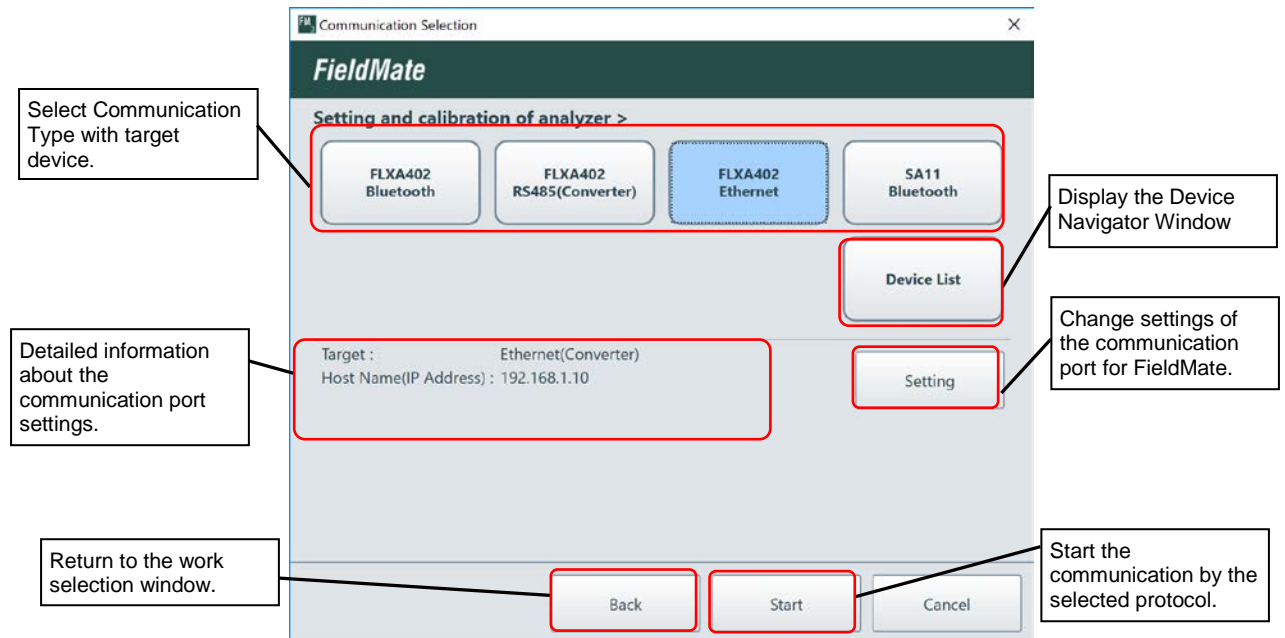 FM
Communication Selection
FieldMate
Setting and calibration of analyzer >
Select Communication
Type with target
device.
FLXA402
Bluetooth
FLXA402
RS485(Converter)
FLXA402
Ethernet
SA11
Bluetooth
Display the Device
Navigator Window
Device List
Detailed information
about the
communication port
settings.
Target : Ethernet(Converter)
Host Name(IP Address) : 192.168.1.10
Setting
Change settings of
the communication
port for FieldMate.
Return to the work
selection window.
Back
Start
Cancel
Start the
communication by the
selected protocol.